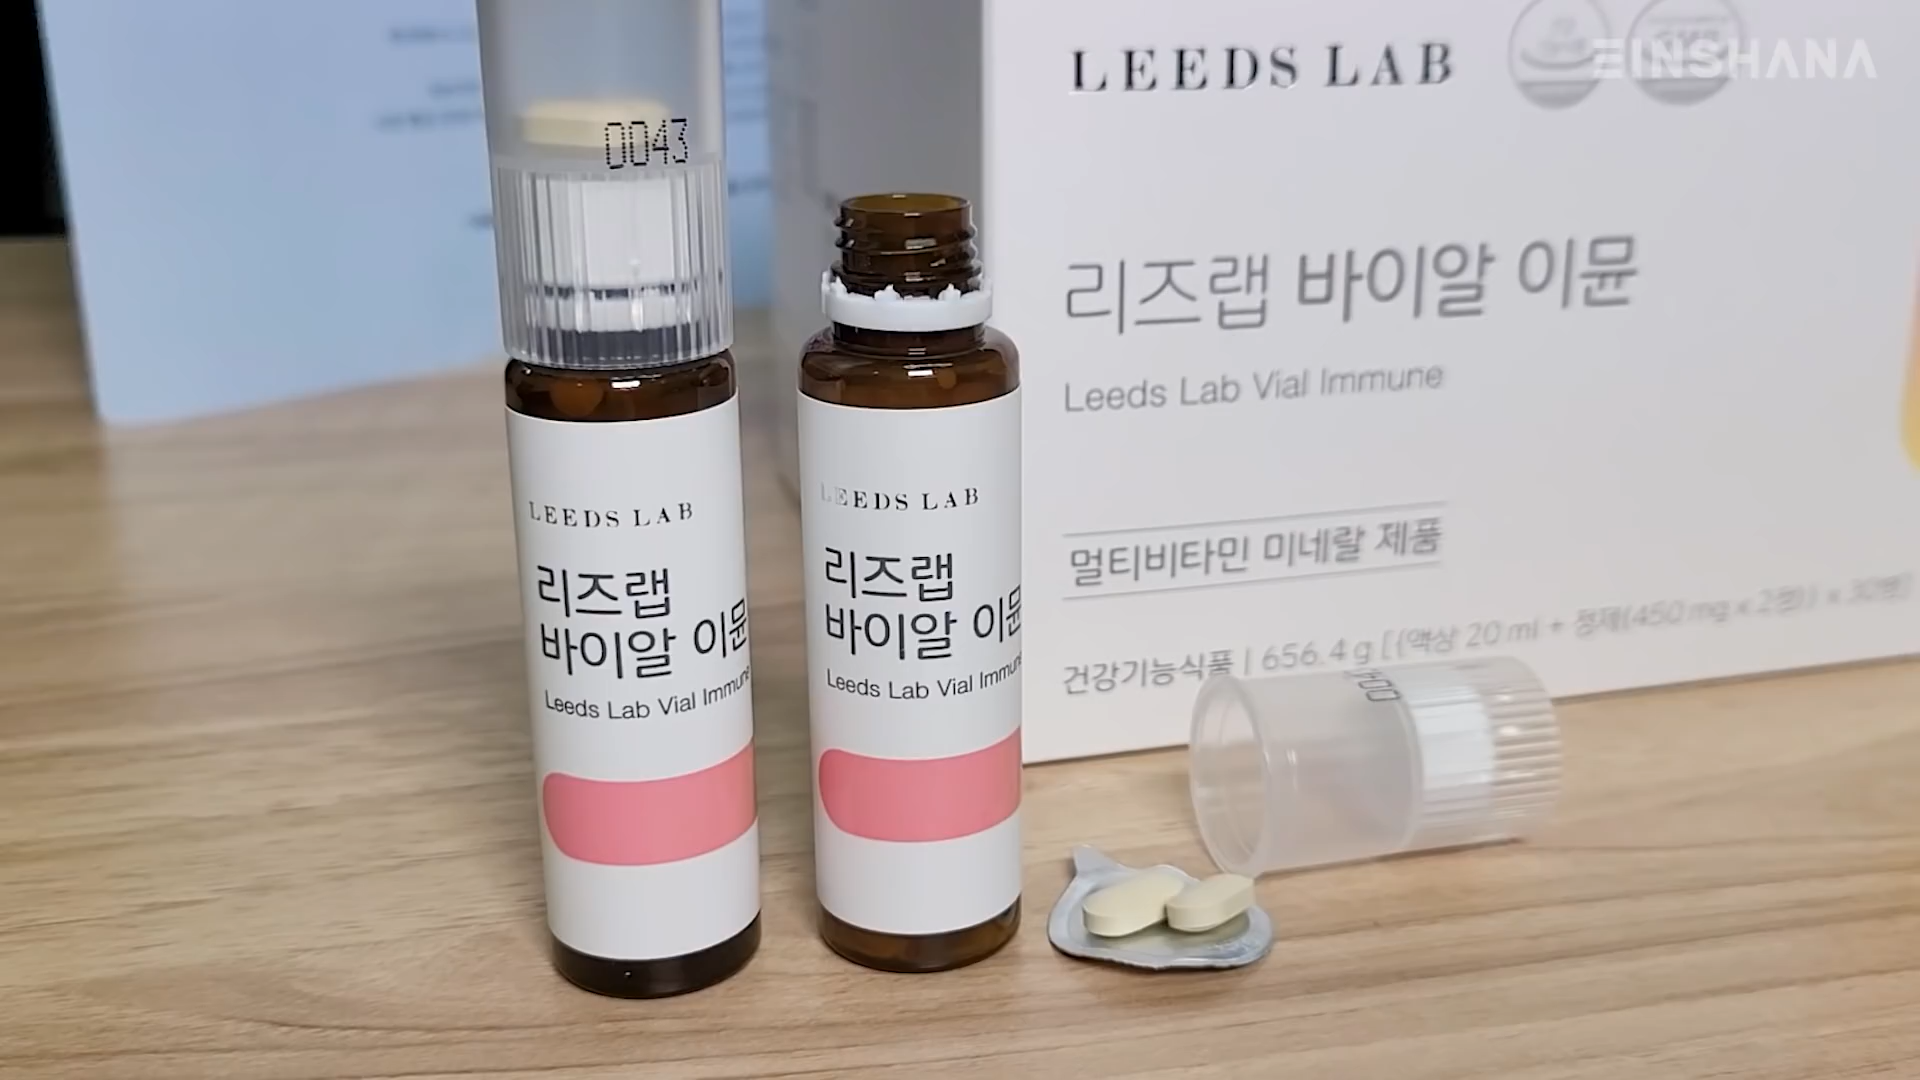 EINSHANA
LEEDS LAB
리즈랩 바이알 이뮨
Leeds Lab Vial Immune
멀티비타민 미네랄 제품
건강기능식품 | 656.4 g [(액상 20 ml + 정제(450 mg x 2정)) x 30병]
0043
LEEDS LAB
리즈랩
바이알 이뮨
Leeds Lab Vial Immune
LEEDS LAB
리즈랩
바이알 이뮨
Leeds Lab Vial Immune